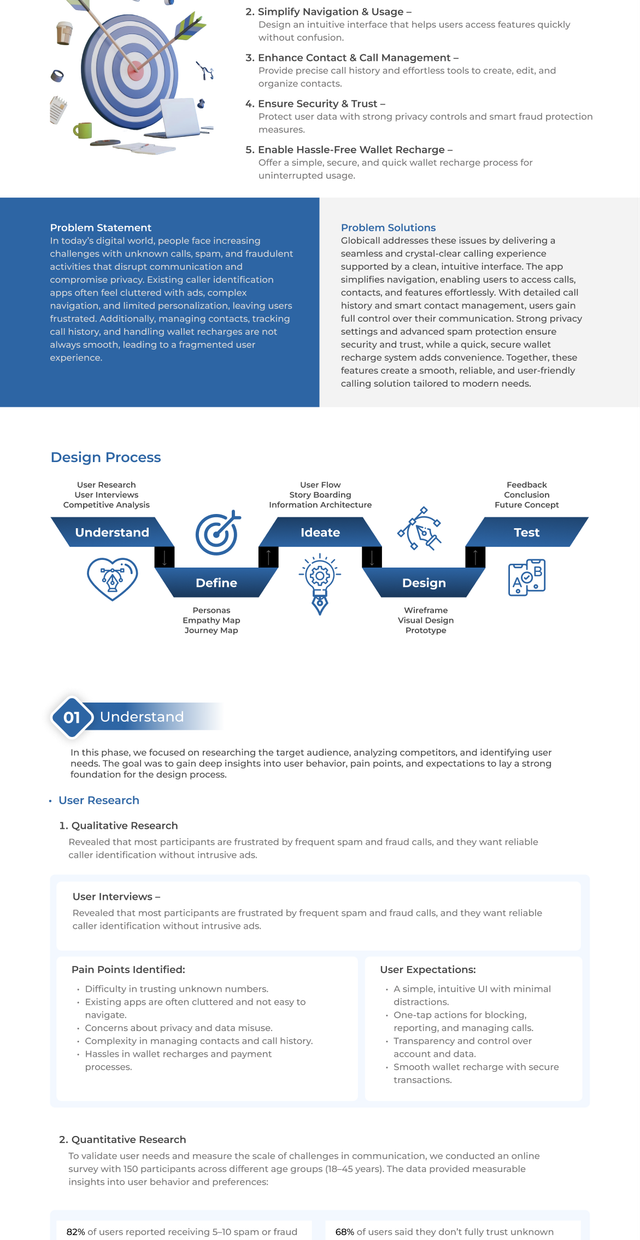 2. Simplify Navigation & Usage –
Design an intuitive interface that helps users access features quickly
without confusion.
3. Enhance Contact & Call Management –
Provide precise call history and effortless tools to create, edit, and
organize contacts.
4. Ensure Security & Trust –
Protect user data with strong privacy controls and smart fraud protection
measures.
5. Enable Hassle-Free Wallet Recharge –
Offer a simple, secure, and quick wallet recharge process for
uninterrupted usage.
Problem Statement
In today's digital world, people face increasing
challenges with unknown calls, spam, and fraudulent
activities that disrupt communication and
compromise privacy. Existing caller identification
apps often feel cluttered with ads, complex
navigation, and limited personalization, leaving users
frustrated. Additionally, managing contacts, tracking
call history, and handling wallet recharges are not
always smooth, leading to a fragmented user
experience.
Problem Solutions
Globicall addresses these issues by delivering a
seamless and crystal-clear calling experience
supported by a clean, intuitive interface. The app
simplifies navigation, enabling users to access calls,
contacts, and features effortlessly. With detailed call
history and smart contact management, users gain
full control over their communication. Strong privacy
settings and advanced spam protection ensure
security and trust, while a quick, secure wallet
recharge system adds convenience. Together, these
features create a smooth, reliable, and user-friendly
calling solution tailored to modern needs.
Design Process
User Research
User Interviews
Competitive Analysis
Understand
Define
Personas
Empathy Map
Journey Map
User Flow
Story Boarding
Information Architecture
Ideate
Design
Wireframe
Visual Design
Prototype
Feedback
Conclusion
Future Concept
Test
A
B
01 Understand
In this phase, we focused on researching the target audience, analyzing competitors, and identifying user
needs. The goal was to gain deep insights into user behavior, pain points, and expectations to lay a strong
foundation for the design process.
• User Research
1. Qualitative Research
Revealed that most participants are frustrated by frequent spam and fraud calls, and they want reliable
caller identification without intrusive ads.
User Interviews –
Revealed that most participants are frustrated by frequent spam and fraud calls, and they want reliable
caller identification without intrusive ads.
Pain Points Identified:
• Difficulty in trusting unknown numbers.
• Existing apps are often cluttered and not easy to
navigate.
• Concerns about privacy and data misuse.
• Complexity in managing contacts and call history.
• Hassles in wallet recharges and payment
processes.
User Expectations:
• A simple, intuitive UI with minimal
distractions.
• One-tap actions for blocking,
reporting, and managing calls.
• Transparency and control over
account and data.
• Smooth wallet recharge with secure
transactions.
2. Quantitative Research
To validate user needs and measure the scale of challenges in communication, we conducted an online
survey with 150 participants across different age groups (18–45 years). The data provided measurable
insights into user behavior and preferences:
82% of users reported receiving 5–10 spam or fraud
68% of users said they don't fully trust unknown